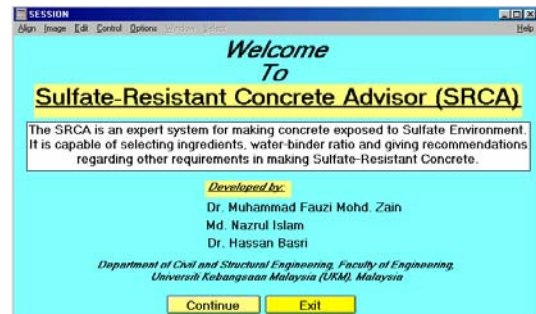 SESSION
Align Image Edit Control Options Window Select Help
Welcome
To
Sulfate-Resistant Concrete Advisor (SRCA)
The SRCA is an expert system for making concrete exposed to Sulfate Environment.
It is capable of selecting ingredients, water-binder ratio and giving recommendations
regarding other requirements in making Sulfate-Resistant Concrete.
Developed by:
Dr. Muhammad Fauzi Mohd. Zain
Md. Nazrul Islam
Dr. Hassan Basri
Department of Civil and Structural Engineering, Faculty of Engineering,
Universiti Kebangsaan Malaysia (UKM), Malaysia
Continue Exit